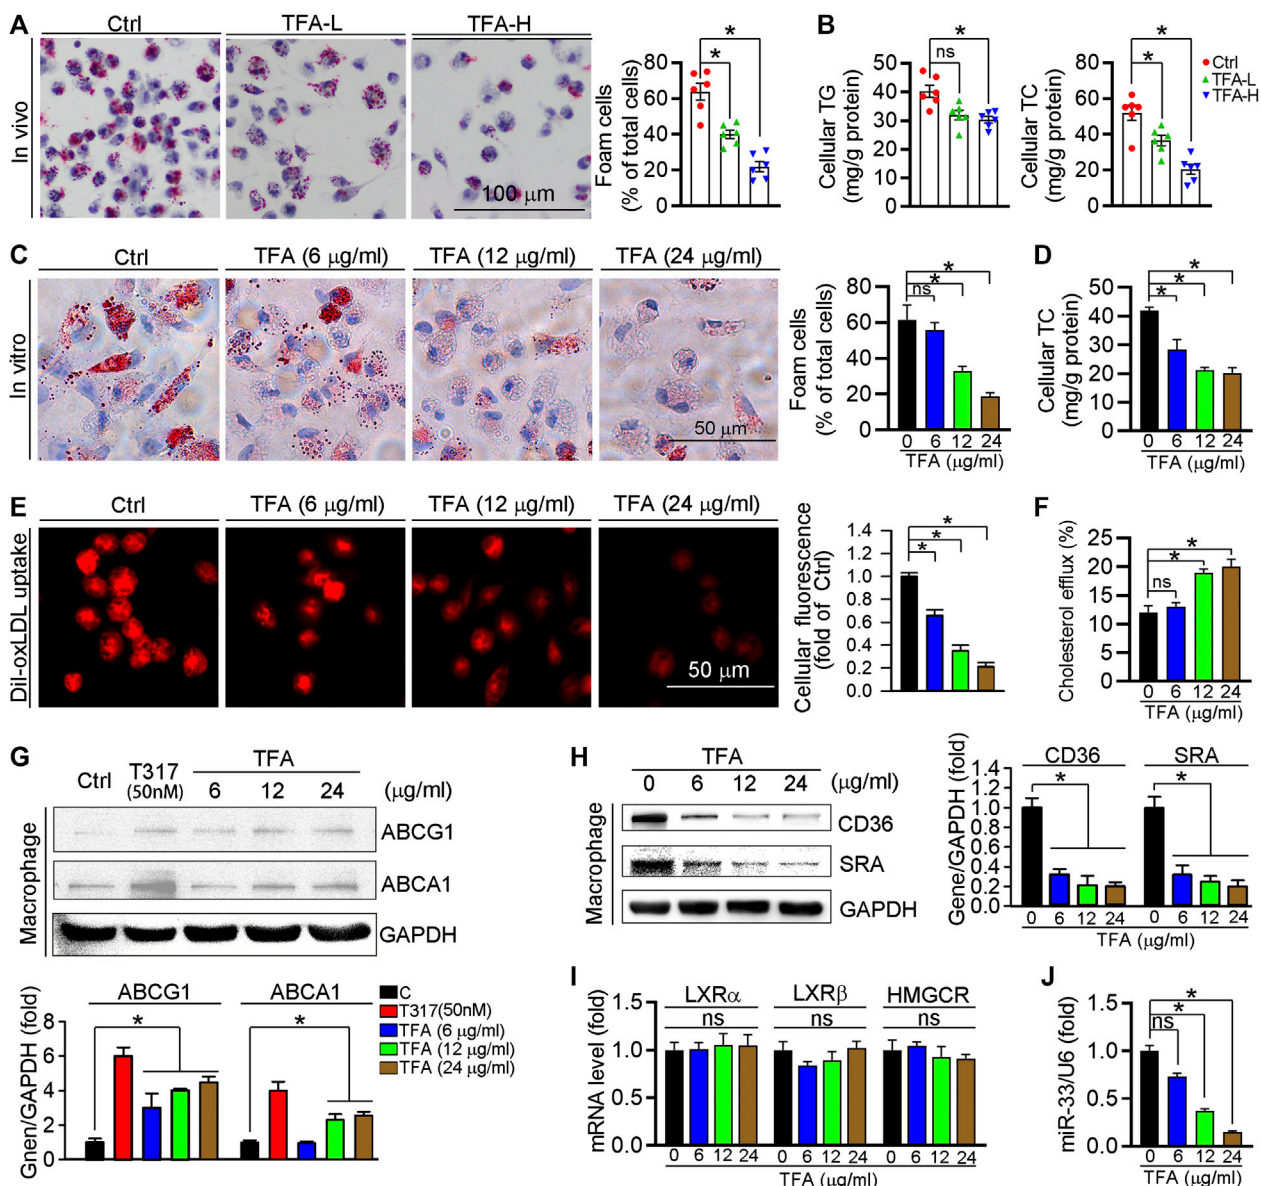 A
Ctrl
TFA-L
TFA-H
In vivo
100 μm
Foam cells
(% of total cells)
80
60
40
20
0
*
*
B
Cellular TG
(mg/g protein)
50
40
30
20
10
0
ns
*
Cellular TC
(mg/g protein)
80
60
40
20
0
*
*
Ctrl
TFA-L
TFA-H
C
Ctrl
TFA (6 μg/ml)
TFA (12 μg/ml)
TFA (24 μg/ml)
In vitro
50 μm
Foam cells
(% of total cells)
80
60
40
20
0
ns
*
*
0 6 12 24
TFA (μg/ml)
D
Cellular TC
(mg/g protein)
50
40
30
20
10
0
*
*
*
0 6 12 24
TFA (μg/ml)
E
Ctrl
TFA (6 μg/ml)
TFA (12 μg/ml)
TFA (24 μg/ml)
Dil-oxLDL uptake
50 μm
Cellular fluorescence
(fold of Ctrl)
1.4
1.2
1.0
0.8
0.6
0.4
0.2
0.0
*
*
*
F
Cholesterol efflux (%)
25
20
15
10
5
0
ns
*
*
0 6 12 24
TFA (μg/ml)
G
Ctrl
T317
(50nM)
TFA
6 12 24 (μg/ml)
Macrophage
ABCG1
ABCA1
GAPDH
ABCG1
ABCA1
Gnen/GAPDH (fold)
8
6
4
2
0
*
*
C
T317(50nM)
TFA (6 μg/ml)
TFA (12 μg/ml)
TFA (24 μg/ml)
H
TFA
0 6 12 24 (μg/ml)
Macrophage
CD36
SRA
GAPDH
CD36
SRA
Gene/GAPDH (fold)
1.4
1.2
1.0
0.8
0.6
0.4
0.2
0.0
*
*
0 6 12 24
0 6 12 24
TFA (μg/ml)
I
LXRα
LXRβ
HMGCR
ns
ns
ns
mRNA level (fold)
1.5
1.0
0.5
0.0
0 6 12 24
0 6 12 24
0 6 12 24
TFA (μg/ml)
J
miR-33/U6 (fold)
1.5
1.0
0.5
0.0
ns
*
*
0 6 12 24
TFA (μg/ml)